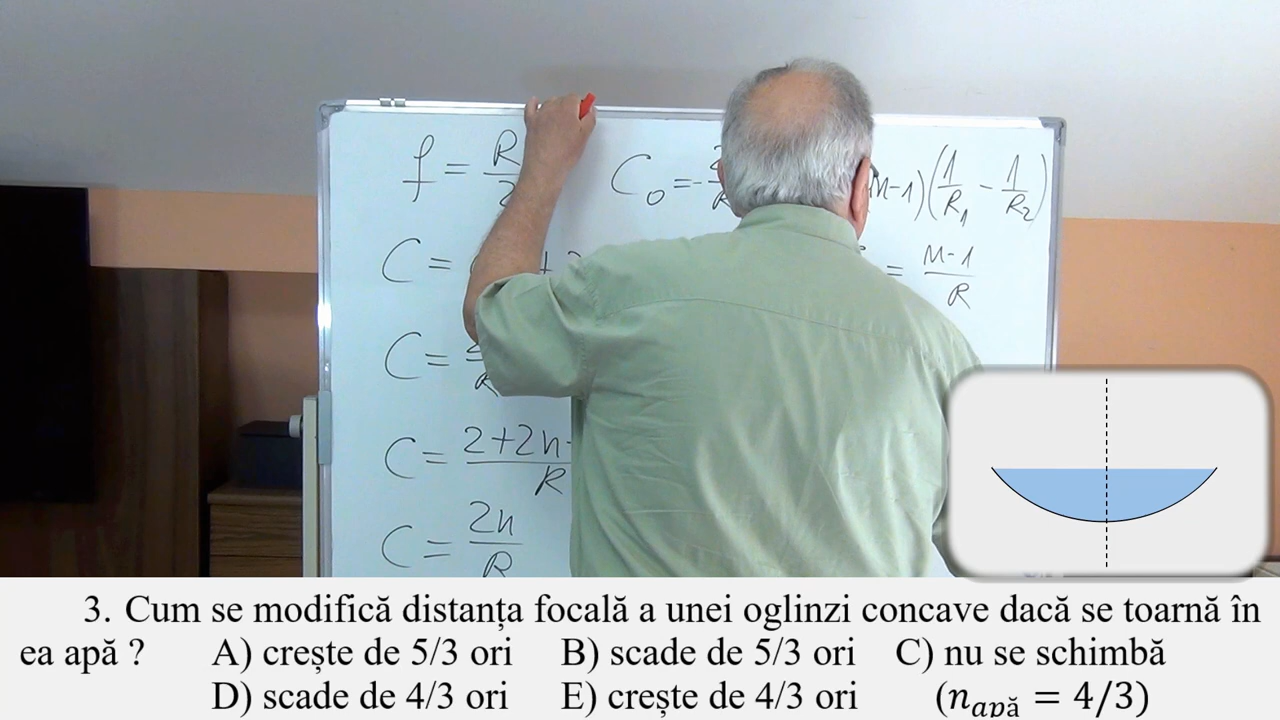 f = R/2 C₀ = - n-1)(1/R₁ - 1/R₂)
C = + = n-1/R
C =
C = 2+2n- / R
C = 2n/R
3. Cum se modifică distanța focală a unei oglinzi concave dacă se toarnă în
ea apă ? A) crește de 5/3 ori B) scade de 5/3 ori C) nu se schimbă
D) scade de 4/3 ori E) crește de 4/3 ori (n_apă = 4/3)